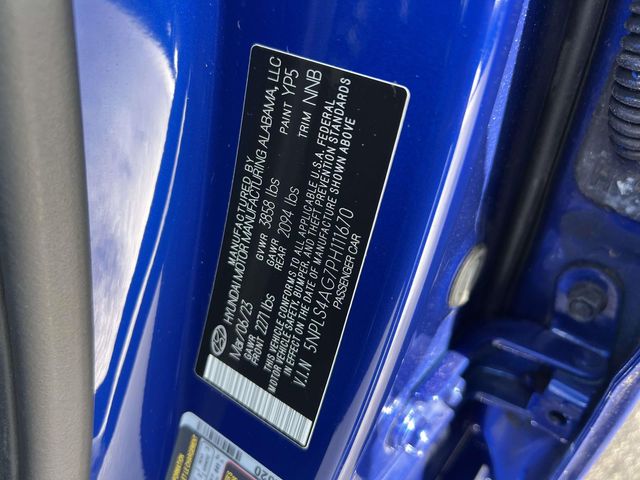 MANUFACTURED BY
HYUNDAI MOTOR MANUFACTURING ALABAMA, LLC
Mar/06/23 GVWR 3858 lbs PAINT YP5
GAWR FRONT 2271 lbs GAWR REAR 2094 lbs TRIM NNB
THIS VEHICLE CONFORMS TO ALL APPLICABLE U.S.A. FEDERAL
MOTOR VEHICLE SAFETY, BUMPER, AND THEFT PREVENTION STANDARDS
IN EFFECT ON THE DATE OF MANUFACTURE SHOWN ABOVE
V.I.N 5NPLS4AG7PH111670
PASSENGER CAR